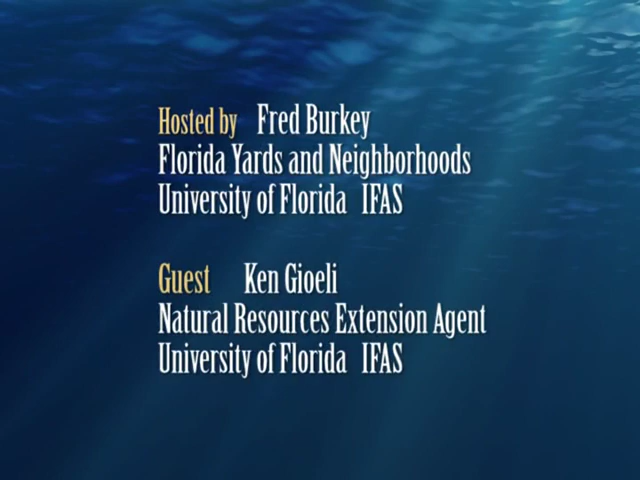 Hosted by Fred Burkey
Florida Yards and Neighborhoods
University of Florida IFAS
Guest Ken Gioeli
Natural Resources Extension Agent
University of Florida IFAS